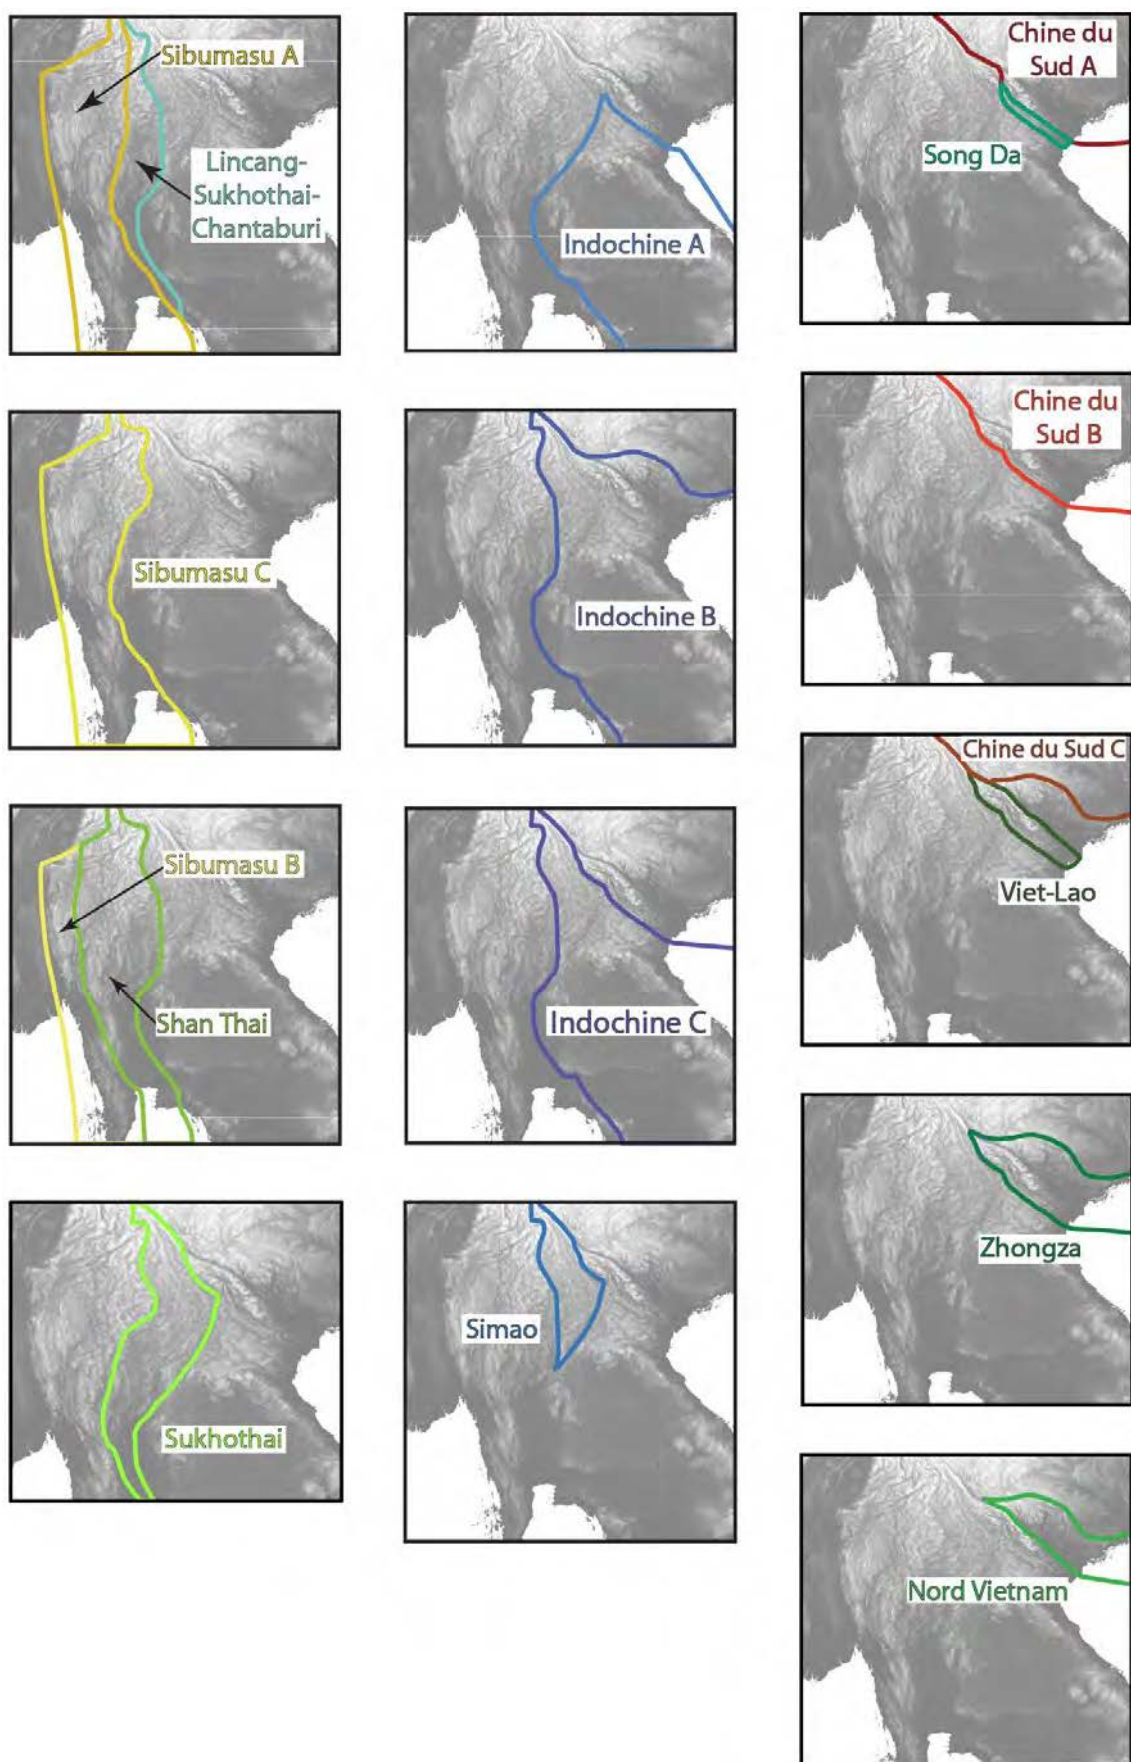 Sibumasu A
Lincang-
Sukhothai-
Chantaburi
Sibumasu C
Sibumasu B
Shan Thai
Sukhothai
Indochine A
Indochine B
Indochine C
Simao
Chine du
Sud A
Song Da
Chine du
Sud B
Chine du Sud C
Viet-Lao
Zhongza
Nord Vietnam